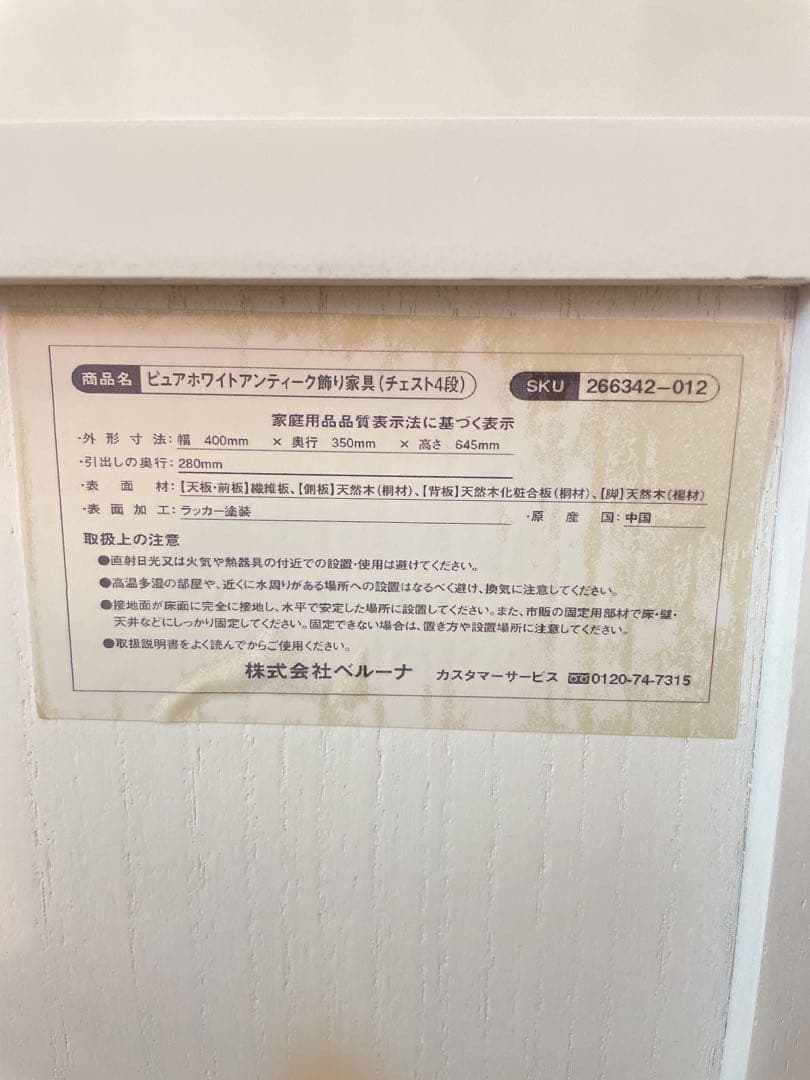 商品名 ピュアホワイトアンティーク飾り家具(チェスト4段) SKU 266342-012
家庭用品品質表示法に基づく表示
・外形寸法：幅 400mm × 奥行 350mm × 高さ 645mm
・引出しの奥行：280mm
・表面材：【天板・前板】繊維板、【側板】天然木(桐材)、【背板】天然木化粧合板(桐材)、【脚】天然木(楊材)
・表面加工：ラッカー塗装 ・原産国：中国
取扱上の注意
●直射日光又は火気や熱器具の付近での設置・使用は避けてください。
●高温多湿の部屋や、近くに水周りがある場所への設置はなるべく避け、換気に注意してください。
●接地面が床面に完全に接地し、水平で安定した場所に設置してください。また、市販の固定用部材で床・壁・
天井などにしっかり固定してください。固定できない場合は、置き方や設置場所に注意してください。
●取扱説明書をよく読んでからご使用ください。
株式会社ベルーナ カスタマーサービス 0120-74-7315